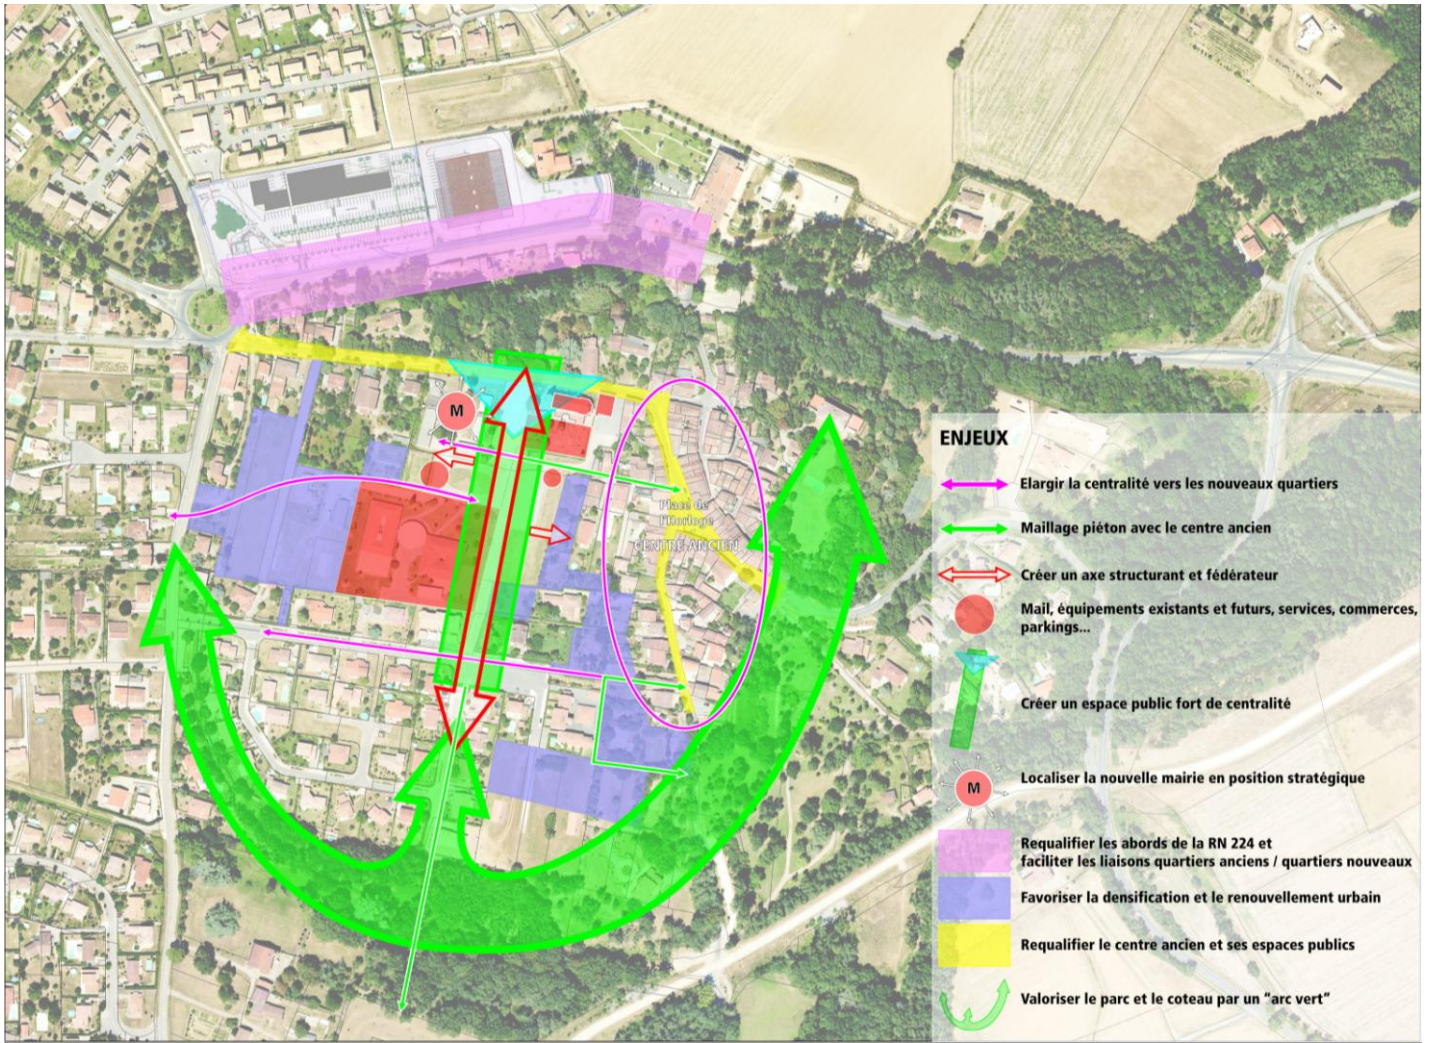 M
Place de
l'Horloge
CENTRE ANCIEN
ENJEUX
Elargir la centralité vers les nouveaux quartiers
Maillage piéton avec le centre ancien
Créer un axe structurant et fédérateur
Mail, équipements existants et futurs, services, commerces,
parkings...
Créer un espace public fort de centralité
M
Localiser la nouvelle mairie en position stratégique
Requalifier les abords de la RN 224 et
faciliter les liaisons quartiers anciens / quartiers nouveaux
Favoriser la densification et le renouvellement urbain
Requalifier le centre ancien et ses espaces publics
Valoriser le parc et le coteau par un "arc vert"